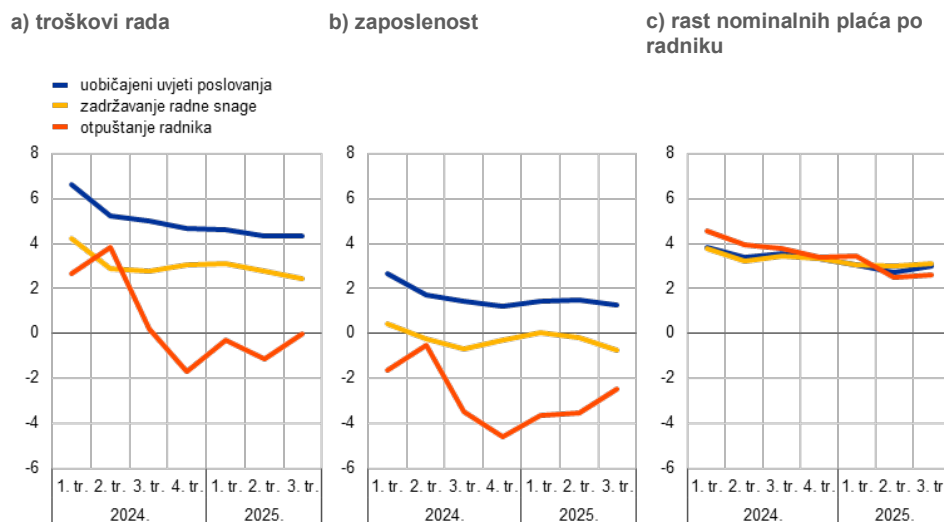 a) troškovi rada
b) zaposlenost
c) rast nominalnih plaća po
radniku
uobičajeni uvjeti poslovanja
zadržavanje radne snage
otpuštanje radnika
8
6
4
2
0
-2
-4
-6
1. tr. 2. tr. 3. tr. 4. tr. 1. tr. 2. tr. 3. tr.
2024. 2025.
8
6
4
2
0
-2
-4
-6
1. tr. 2. tr. 3. tr. 4. tr. 1. tr. 2. tr. 3. tr.
2024. 2025.
8
6
4
2
0
-2
-4
-6
1. tr. 2. tr. 3. tr. 4. tr. 1. tr. 2. tr. 3. tr.
2024. 2025.